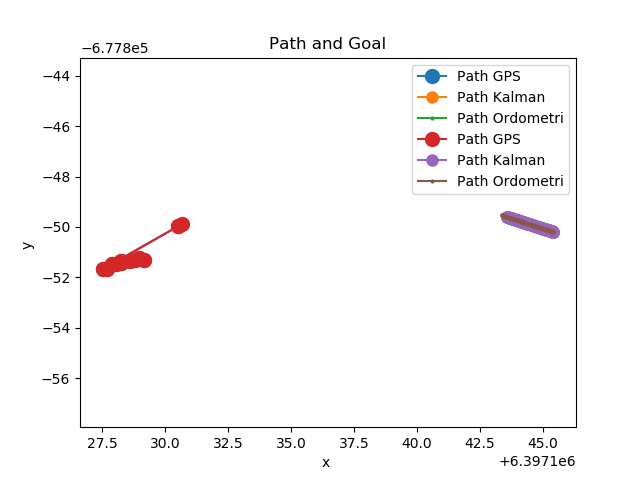 −6.778e5
Path and Goal
−44
−46
−48
−50
−52
−54
−56
y
Path GPS
Path Kalman
Path Ordometri
Path GPS
Path Kalman
Path Ordometri
27.5 30.0 32.5 35.0 37.5 40.0 42.5 45.0
x
+6.3971e6